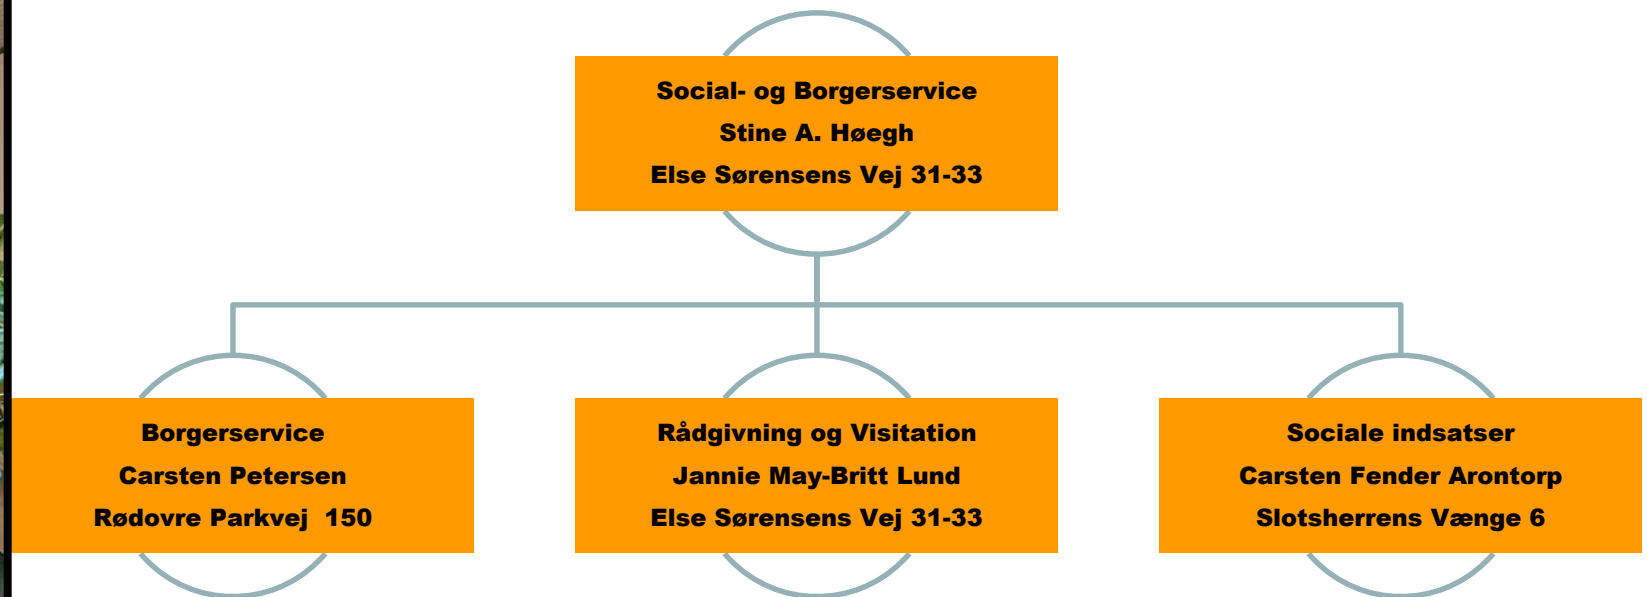 Social- og Borgerservice
Stine A. Høegh
Else Sørensens Vej 31-33
Borgerservice
Carsten Petersen
Rødovre Parkvej  150
Rådgivning og Visitation
Jannie May-Britt Lund
Else Sørensens Vej 31-33
Sociale indsatser
Carsten Fender Arontorp
Slotsherrens Vænge 6